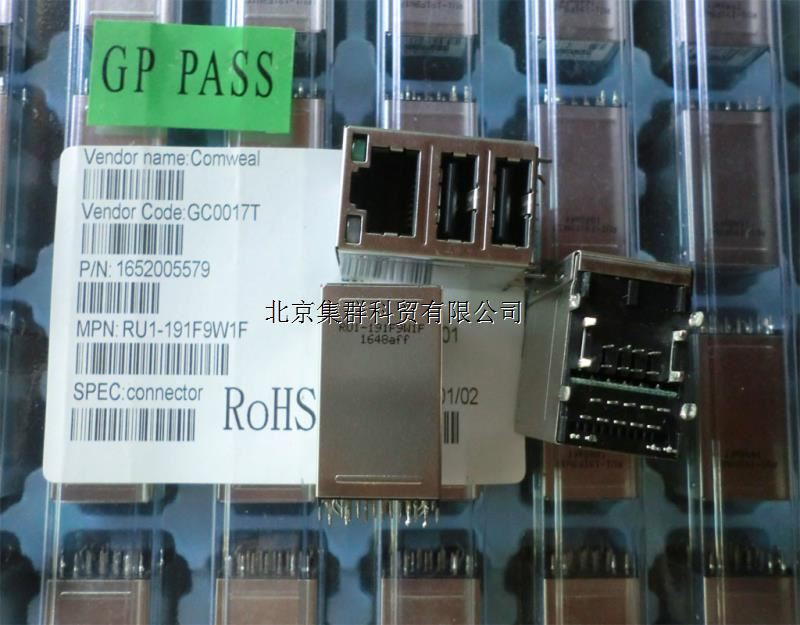 GP PASS
Vendor name:Comweal
Vendor Code:GC0017T
P/N: 1652005579
MPN: RU1-191F9W1F
SPEC:connector
RoHS
01
01/02
北京集群科贸有限公司
RU1-191F9W1F
1648aff